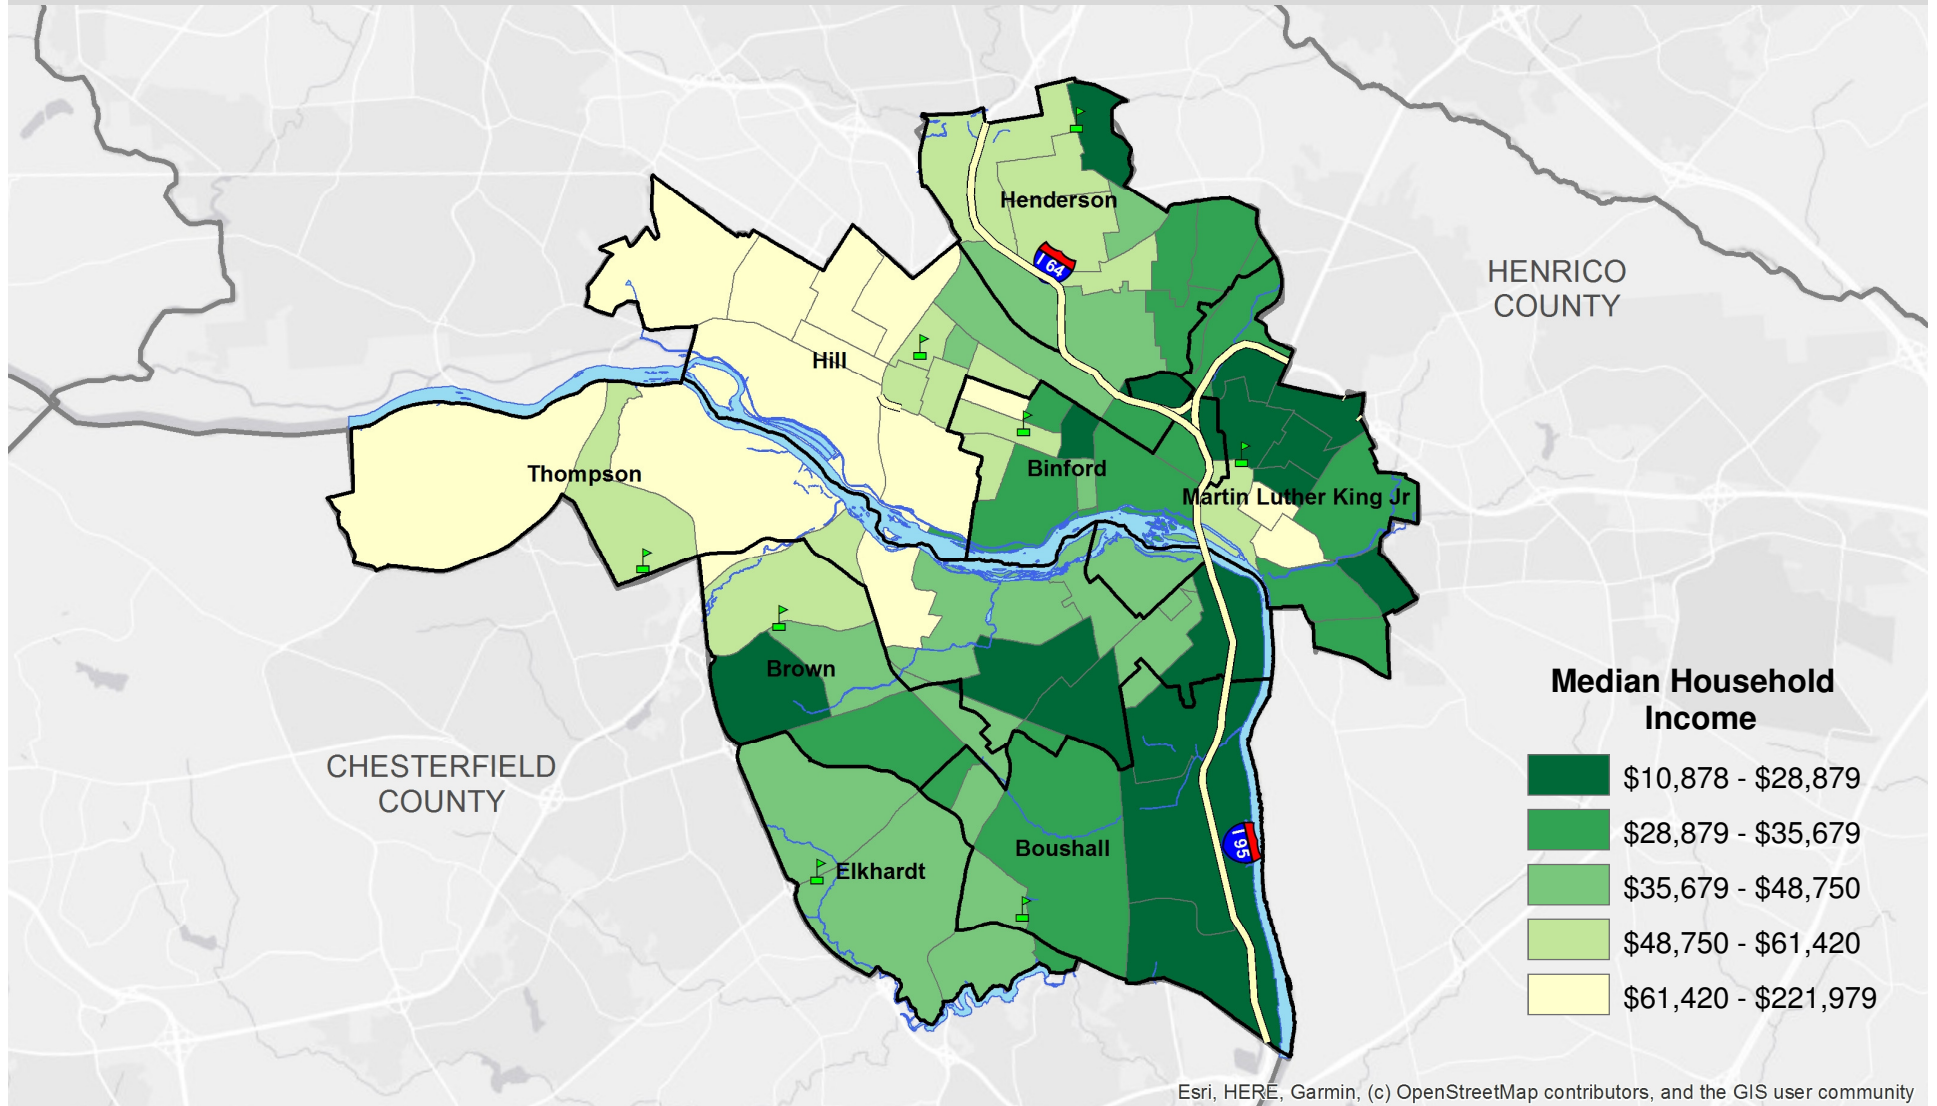 Henderson
I 64
HENRICO
COUNTY
Hill
Thompson
Binford
Martin Luther King Jr
Brown
CHESTERFIELD
COUNTY
Boushall
Elkhardt
I 95
Median Household
Income
$10,878 - $28,879
$28,879 - $35,679
$35,679 - $48,750
$48,750 - $61,420
$61,420 - $221,979
Esri, HERE, Garmin, (c) OpenStreetMap contributors, and the GIS user community